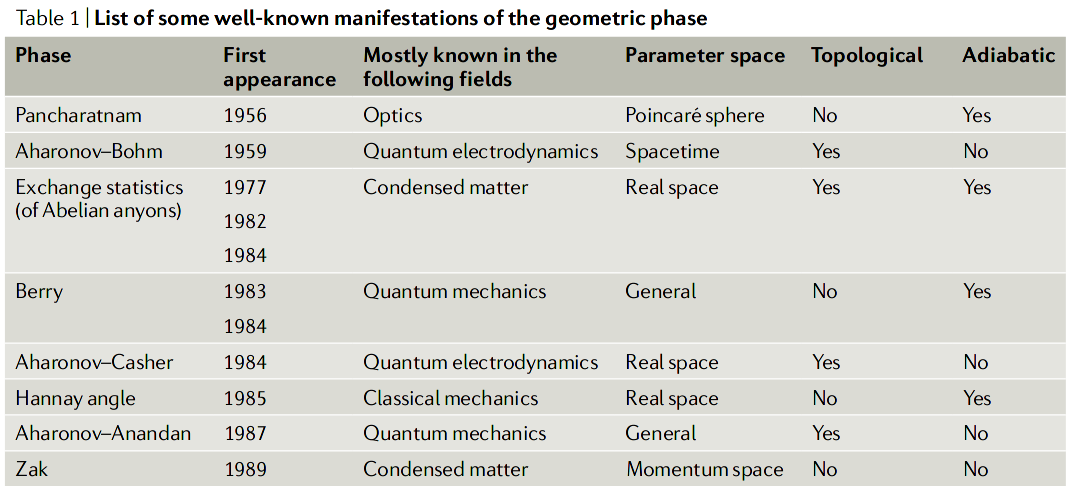 Table 1 | List of some well-known manifestations of the geometric phase
Phase First appearance Mostly known in the following fields Parameter space Topological Adiabatic
Pancharatnam 1956 Optics Poincaré sphere No Yes
Aharonov–Bohm 1959 Quantum electrodynamics Spacetime Yes No
Exchange statistics (of Abelian anyons) 1977 1982 1984 Condensed matter Real space Yes Yes
Berry 1983 1984 Quantum mechanics General No Yes
Aharonov–Casher 1984 Quantum electrodynamics Real space Yes No
Hannay angle 1985 Classical mechanics Real space No Yes
Aharonov–Anandan 1987 Quantum mechanics General Yes No
Zak 1989 Condensed matter Momentum space No No